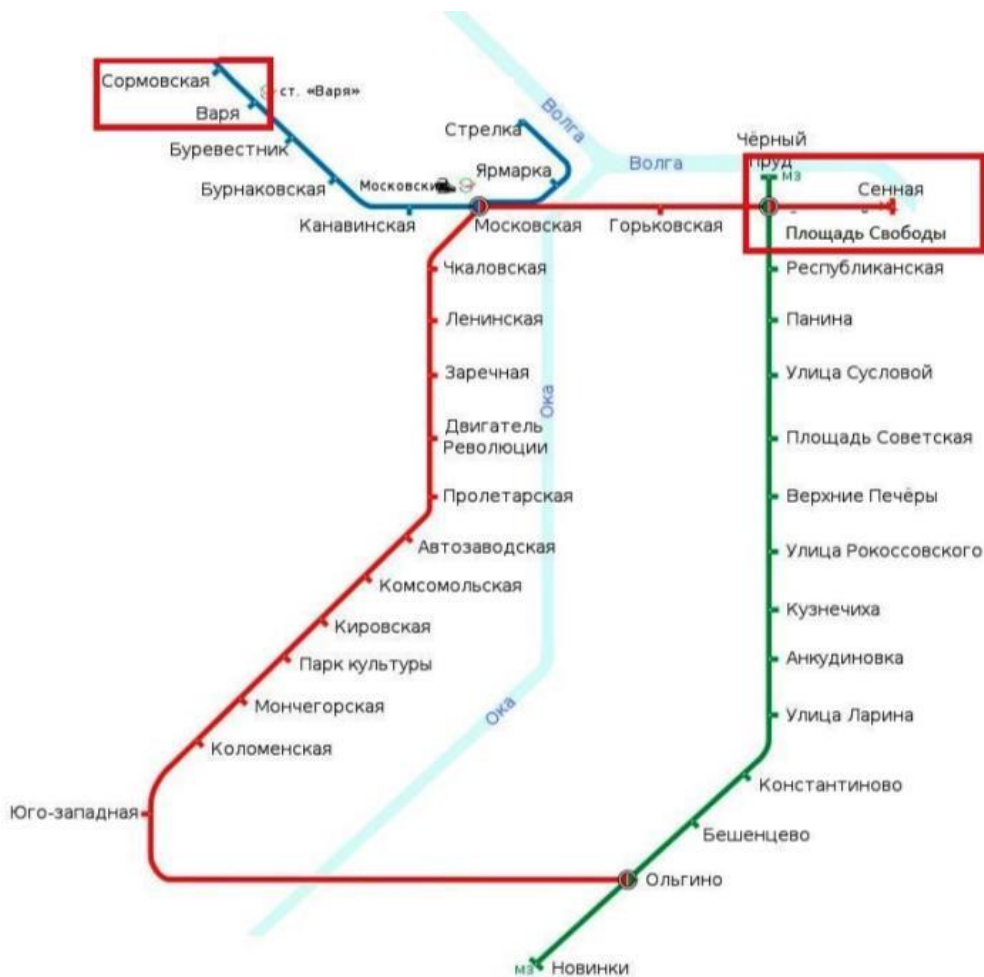 Сормовская
ст. «Варя»
Варя
Буревестник
Бурнаковская
Канавинская
Московский
Стрелка
Ярмарка
Московская
Волга
Волга
Горьковская
Чёрный
Пруд
М3
Сенная
Площадь Свободы
Республиканская
Панина
Улица Сусловой
Площадь Советская
Верхние Печёры
Улица Рокоссовского
Кузнечиха
Анкудиновка
Улица Ларина
Константиново
Бешенцево
Ольгино
Новинки
М3
Чкаловская
Ленинская
Заречная
Двигатель
Революции
Пролетарская
Автозаводская
Комсомольская
Кировская
Парк культуры
Мончегорская
Коломенская
Юго-западная
Ока
Ока